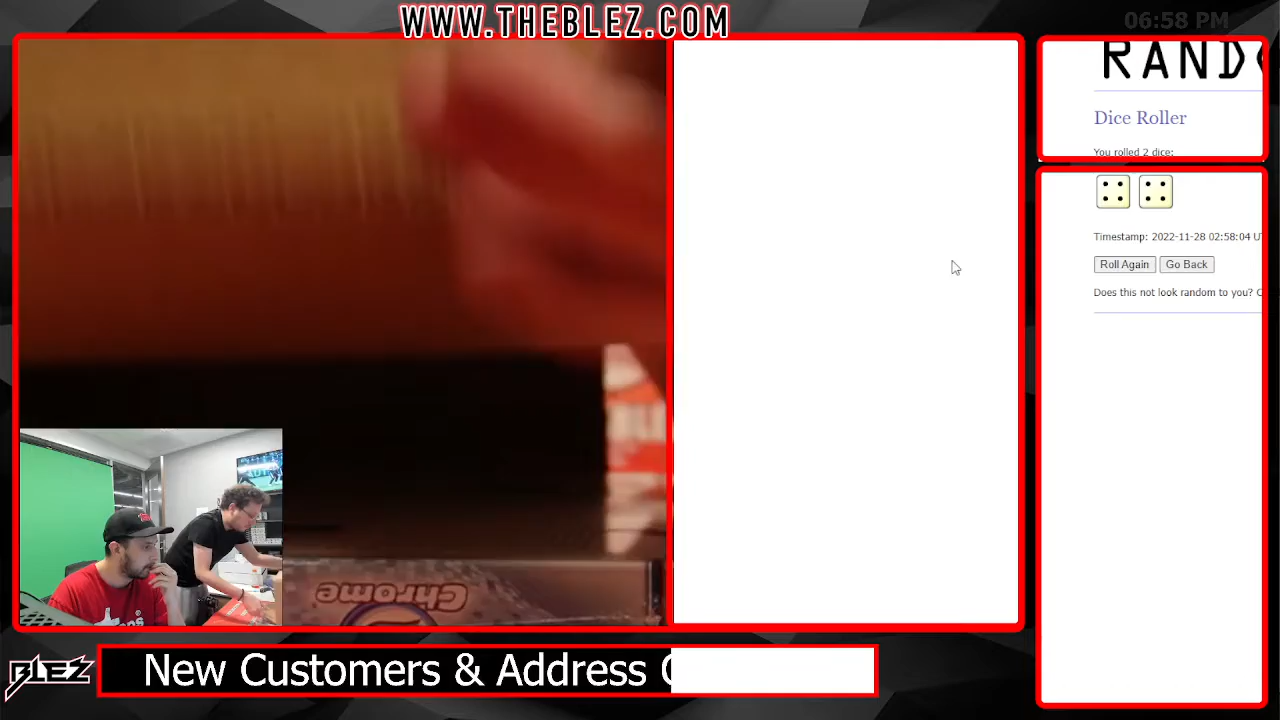 WWW.THEBLEZ.COM
06:58 PM
RAND
Dice Roller
You rolled 2 dice:
Timestamp: 2022-11-28 02:58:04 U
Roll Again Go Back
Does this not look random to you?
Chrome
BLEZ
New Customers & Address